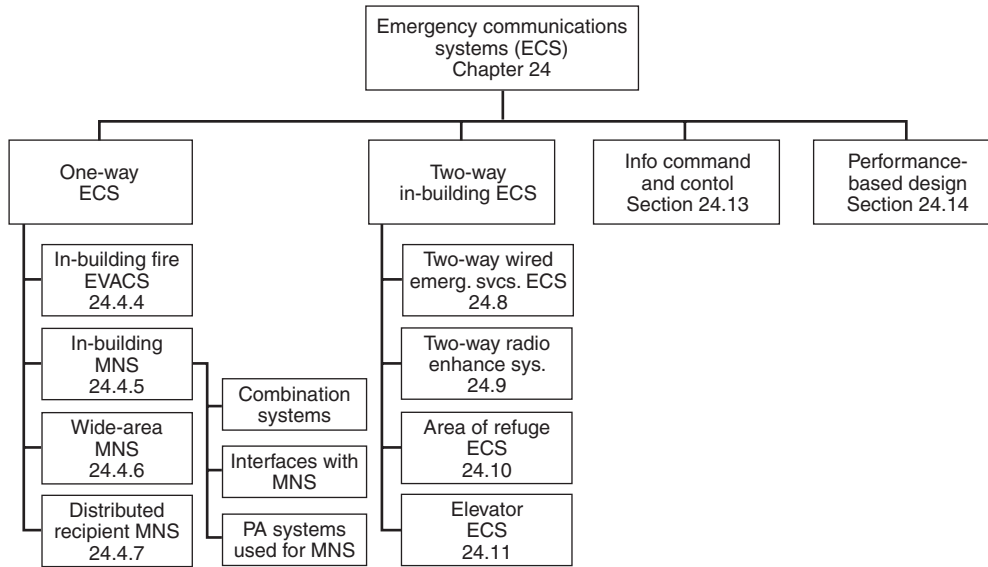 Emergency communications
systems (ECS)
Chapter 24
One-way
ECS
Two-way
in-building ECS
Info command
and contol
Section 24.13
Performance-
based design
Section 24.14
In-building fire
EVACS
24.4.4
In-building
MNS
24.4.5
Wide-area
MNS
24.4.6
Distributed
recipient MNS
24.4.7
Combination
systems
Interfaces with
MNS
PA systems
used for MNS
Two-way wired
emerg. svcs. ECS
24.8
Two-way radio
enhance sys.
24.9
Area of refuge
ECS
24.10
Elevator
ECS
24.11